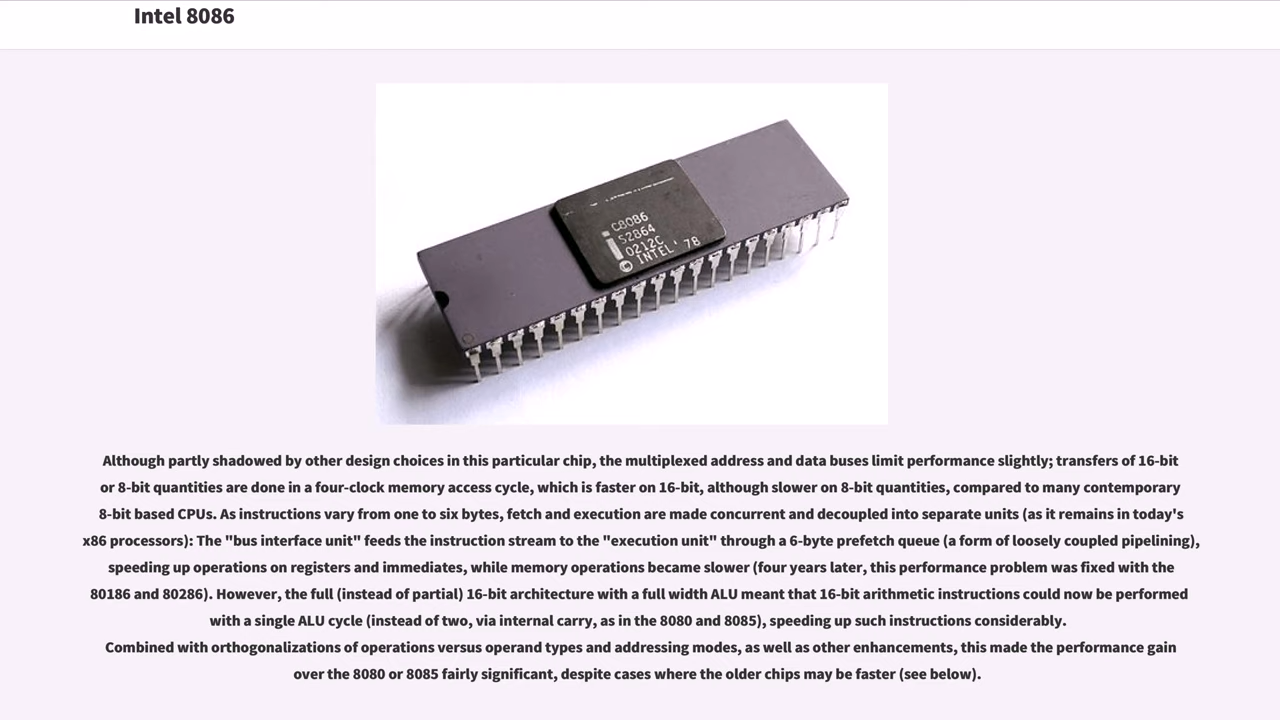 Intel 8086
C8086
S2864
0212C
© INTEL '78
Although partly shadowed by other design choices in this particular chip, the multiplexed address and data buses limit performance slightly; transfers of 16-bit
or 8-bit quantities are done in a four-clock memory access cycle, which is faster on 16-bit, although slower on 8-bit quantities, compared to many contemporary
8-bit based CPUs. As instructions vary from one to six bytes, fetch and execution are made concurrent and decoupled into separate units (as it remains in today's
x86 processors): The "bus interface unit" feeds the instruction stream to the "execution unit" through a 6-byte prefetch queue (a form of loosely coupled pipelining),
speeding up operations on registers and immediates, while memory operations became slower (four years later, this performance problem was fixed with the
80186 and 80286). However, the full (instead of partial) 16-bit architecture with a full width ALU meant that 16-bit arithmetic instructions could now be performed
with a single ALU cycle (instead of two, via internal carry, as in the 8080 and 8085), speeding up such instructions considerably.
Combined with orthogonalizations of operations versus operand types and addressing modes, as well as other enhancements, this made the performance gain
over the 8080 or 8085 fairly significant, despite cases where the older chips may be faster (see below).